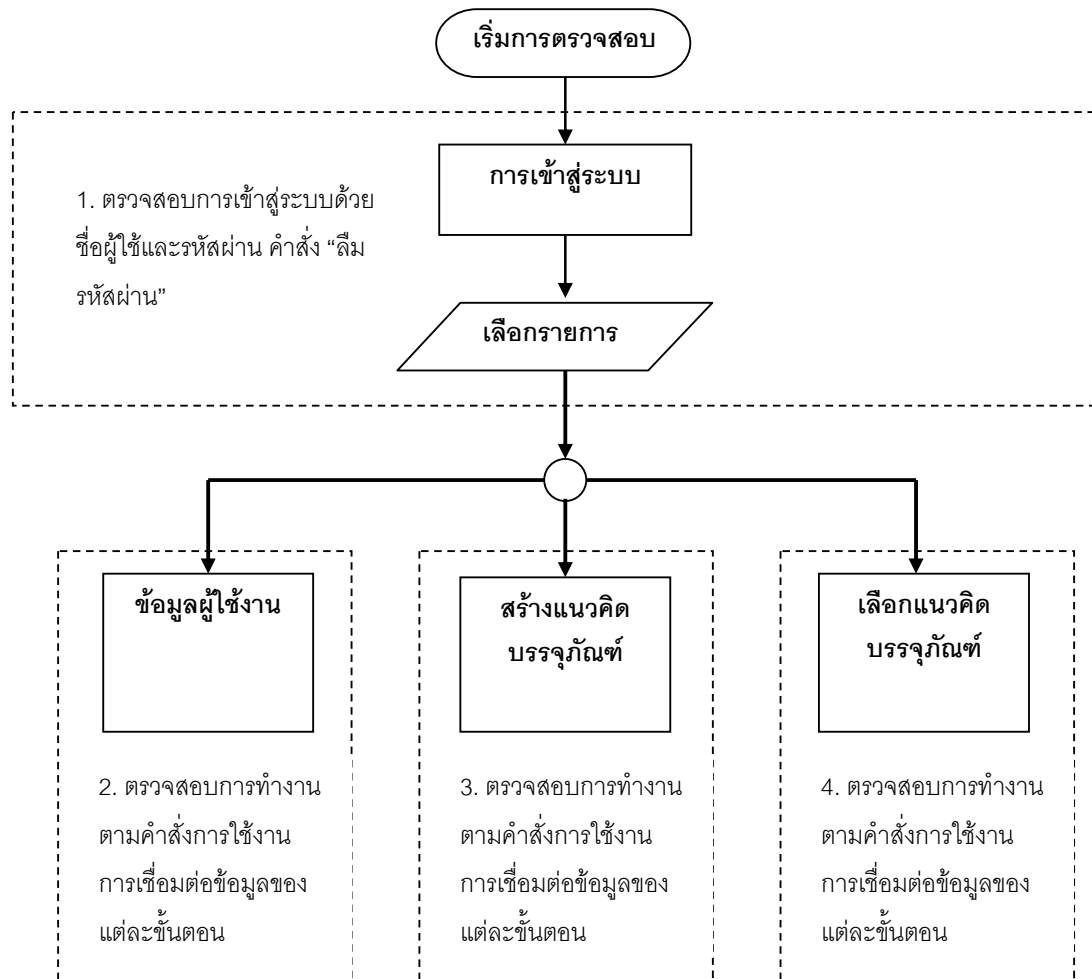 เริ่มการตรวจสอบ
การเข้าสู่ระบบ
1. ตรวจสอบการเข้าสู่ระบบด้วย
ชื่อผู้ใช้และรหัสผ่าน คำสั่ง “ลืม
รหัสผ่าน”
เลือกรายการ
ข้อมูลผู้ใช้งาน
สร้างแนวคิด
บรรจุภัณฑ์
เลือกแนวคิด
บรรจุภัณฑ์
2. ตรวจสอบการทำงาน
ตามคำสั่งการใช้งาน
การเชื่อมต่อข้อมูลของ
แต่ละขั้นตอน
3. ตรวจสอบการทำงาน
ตามคำสั่งการใช้งาน
การเชื่อมต่อข้อมูลของ
แต่ละขั้นตอน
4. ตรวจสอบการทำงาน
ตามคำสั่งการใช้งาน
การเชื่อมต่อข้อมูลของ
แต่ละขั้นตอน